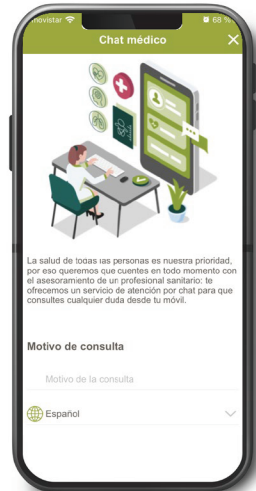 movistar 68 %
Chat médico
La salud de todas las personas es nuestra prioridad,
por eso queremos que cuentes en todo momento con
el asesoramiento de un profesional sanitario: te
ofrecemos un servicio de atención por chat para que
consultes cualquier duda desde tu móvil.
Motivo de consulta
Motivo de la consulta
Español